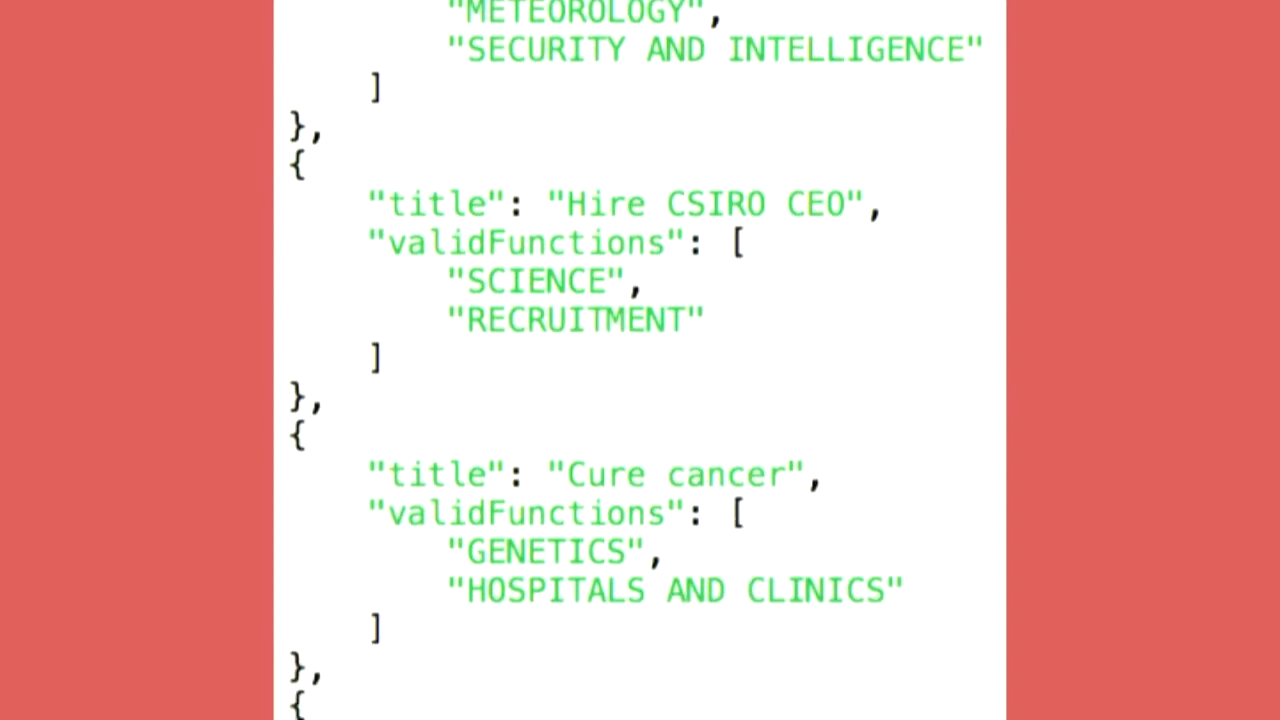 "METEOROLOGY",
"SECURITY AND INTELLIGENCE"
]
},
{
"title": "Hire CSIRO CEO",
"validFunctions": [
"SCIENCE",
"RECRUITMENT"
]
},
{
"title": "Cure cancer",
"validFunctions": [
"GENETICS",
"HOSPITALS AND CLINICS"
]
},
{